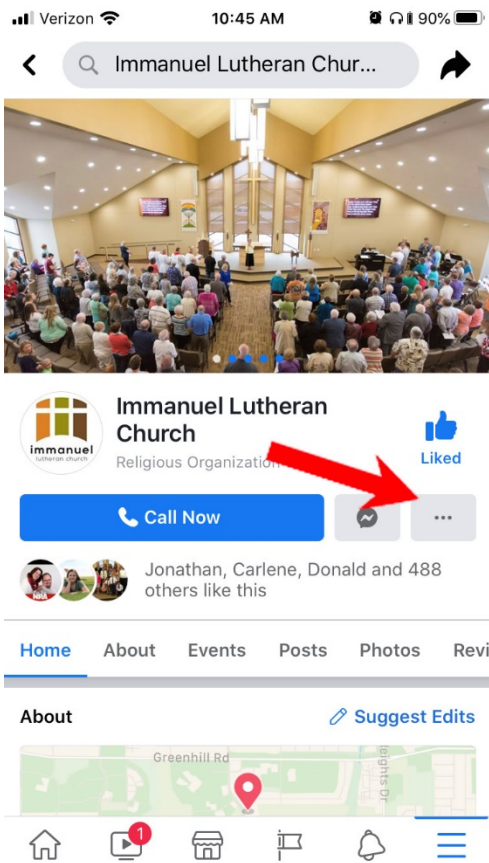 Verizon 10:45 AM 90%
Immanuel Lutheran Chur...
Immanuel Lutheran
Church
immanuel
lutheran church
Religious Organization
Liked
Call Now
Jonathan, Carlene, Donald and 488
others like this
Home About Events Posts Photos Revi
About Suggest Edits
Greenhill Rd
eights Dr
1